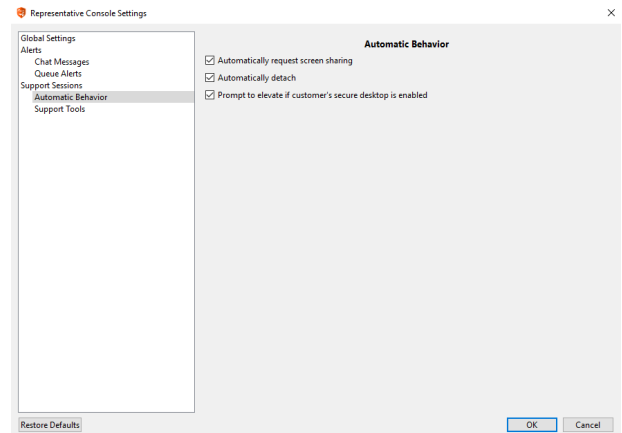 Representative Console Settings
Global Settings
Alerts
Chat Messages
Queue Alerts
Support Sessions
Automatic Behavior
Support Tools
Automatic Behavior
Automatically request screen sharing
Automatically detach
Prompt to elevate if customer's secure desktop is enabled
Restore Defaults
OK
Cancel